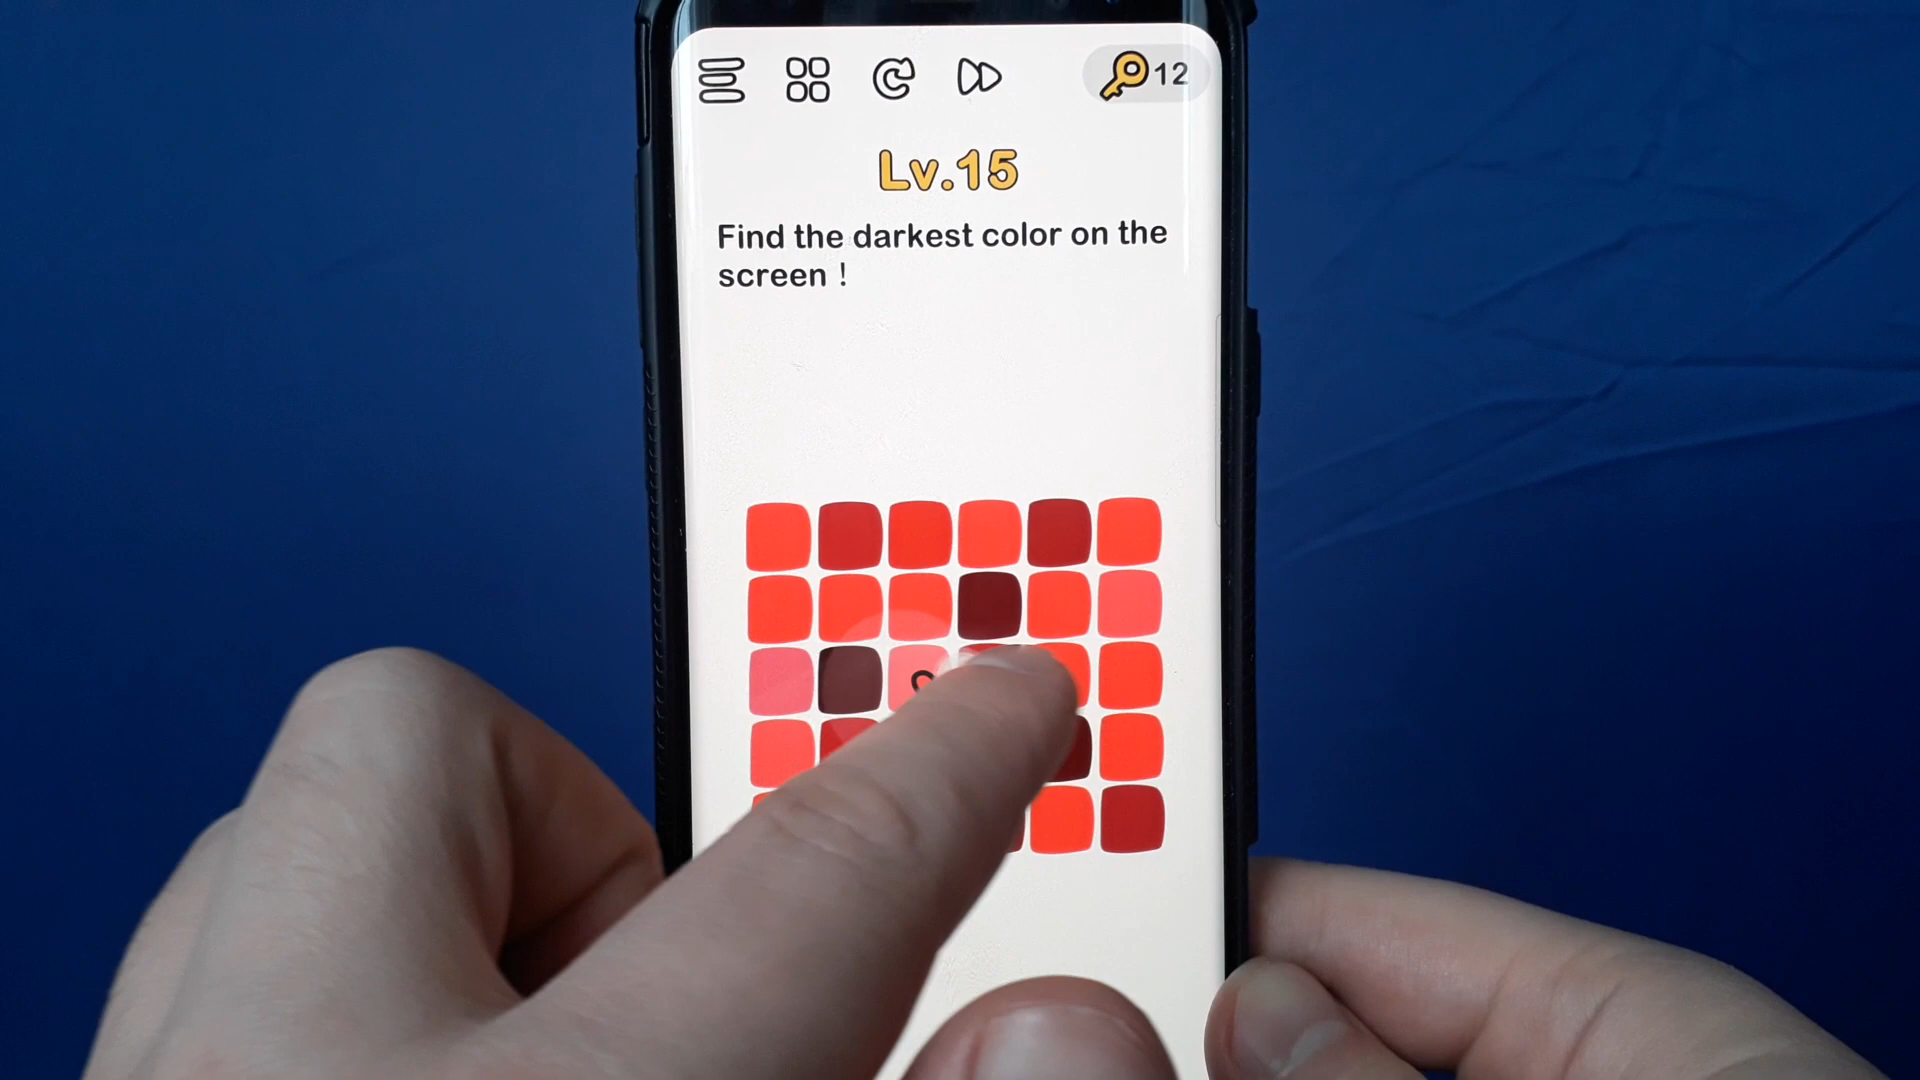 12
Lv.15
Find the darkest color on the
screen !